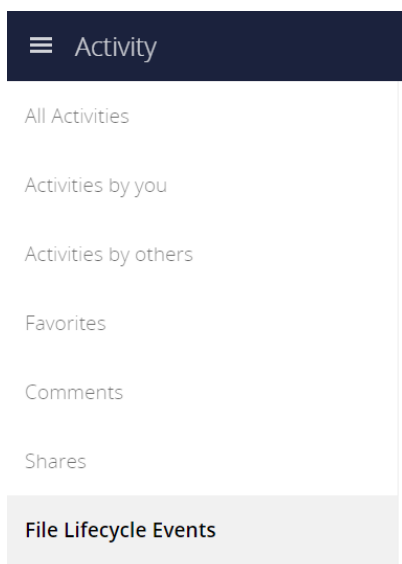 Activity
All Activities
Activities by you
Activities by others
Favorites
Comments
Shares
File Lifecycle Events